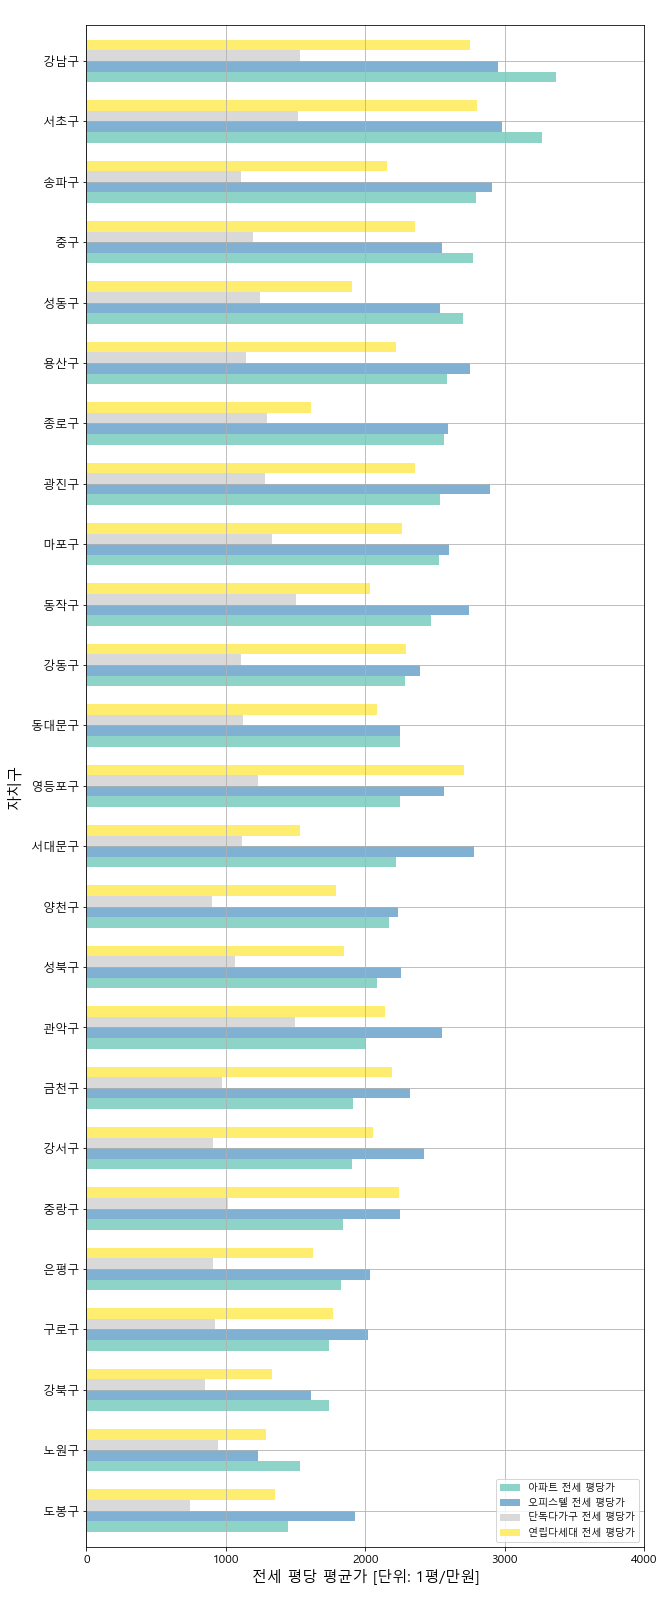 강남구
서초구
송파구
중구
성동구
용산구
종로구
광진구
마포구
동작구
강동구
동대문구
영등포구
서대문구
양천구
성북구
관악구
금천구
강서구
중랑구
은평구
구로구
강북구
노원구
도봉구
자치구
아파트 전세 평당가
오피스텔 전세 평당가
단독다가구 전세 평당가
연립다세대 전세 평당가
0 1000 2000 3000 4000
전세 평당 평균가 [단위: 1평/만원]